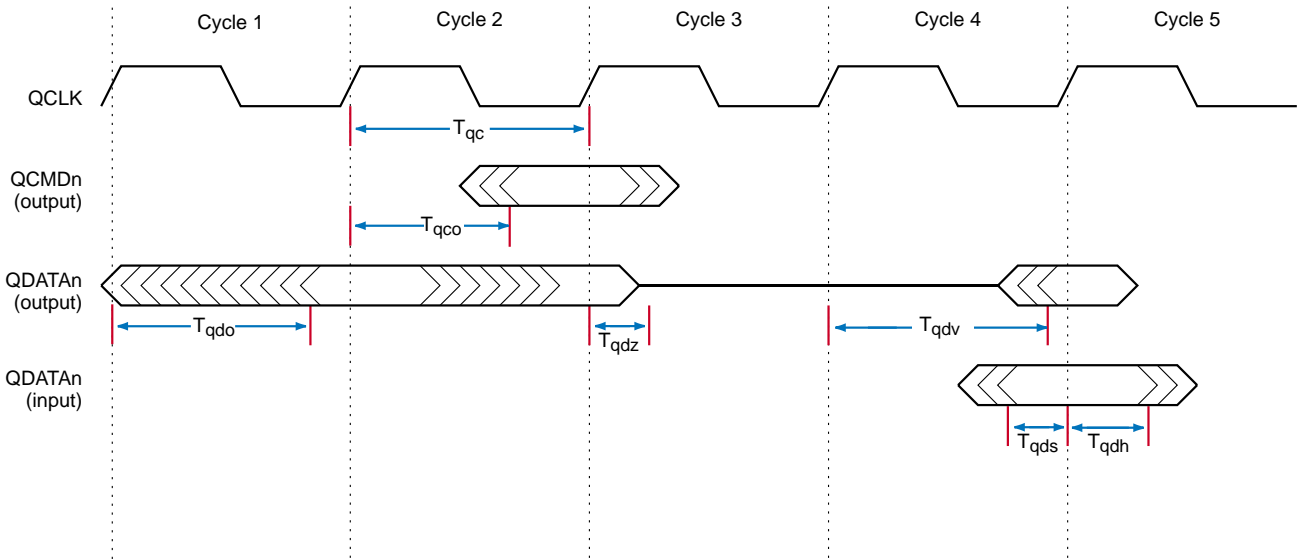 Cycle 1
Cycle 2
Cycle 3
Cycle 4
Cycle 5
QCLK
Tqc
QCMDn
(output)
Tqco
QDATAn
(output)
Tqdo
Tqdz
Tqdv
QDATAn
(input)
Tqds
Tqdh